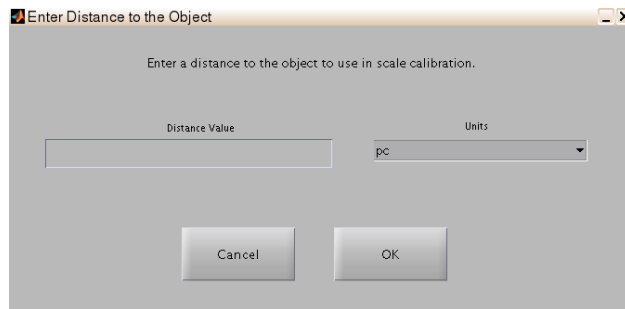 Enter Distance to the Object
Enter a distance to the object to use in scale calibration.
Distance Value
Units
pc
Cancel
OK